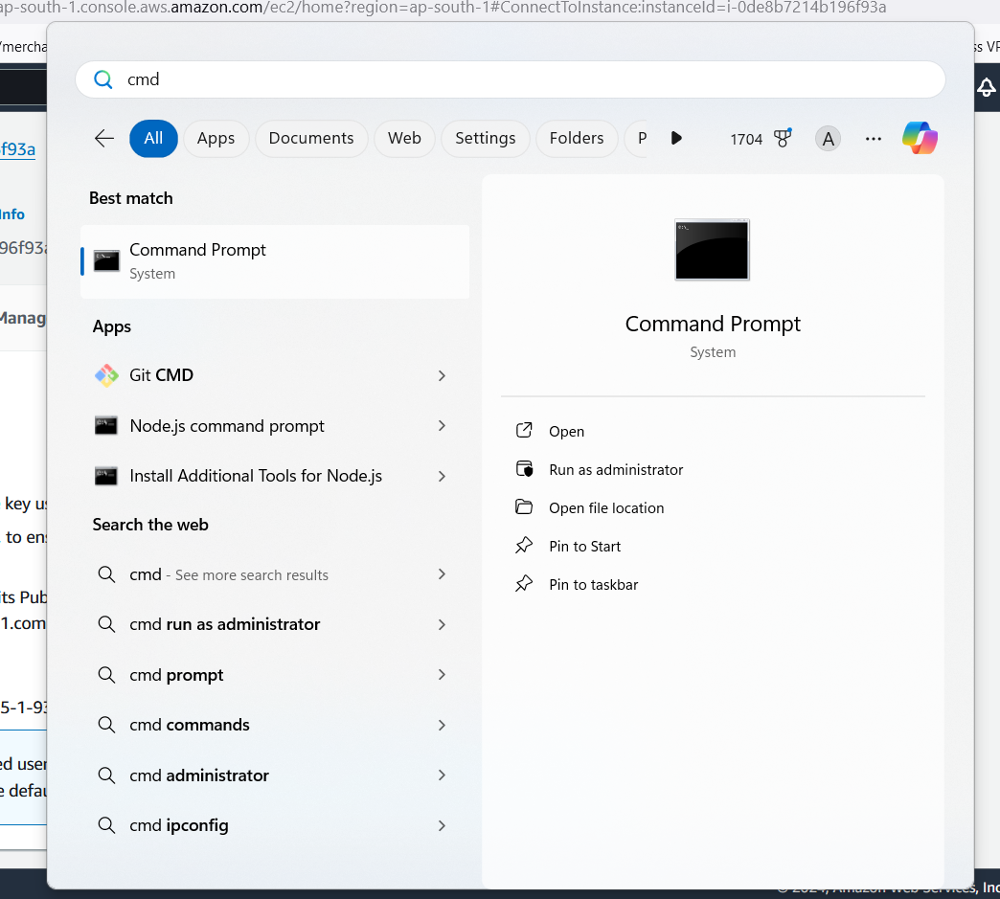 ap-south-1.console.aws.amazon.com/ec2/home?region=ap-south-1#ConnectToInstance:instanceId=i-0de8b7214b196f93a
/mercha
ss VP
cmd
All Apps Documents Web Settings Folders P 1704 A
f93a
Best match
Info
96f93a
Command Prompt
System
Manag
Apps
Git CMD
Node.js command prompt
Install Additional Tools for Node.js
key us
Search the web
to ens
cmd - See more search results
its Pub
1.com
cmd run as administrator
cmd prompt
5-1-93
cmd commands
ed user
cmd administrator
e defau
cmd ipconfig
Command Prompt
System
Open
Run as administrator
Open file location
Pin to Start
Pin to taskbar
© 2024, Amazon Web Services, Inc